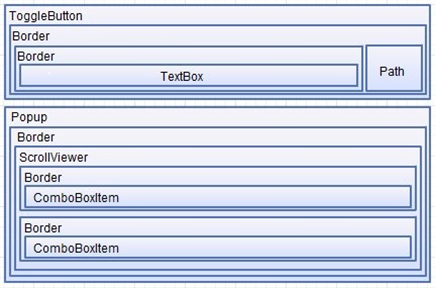 ToggleButton
Border
Border
TextBox
Path
Popup
Border
ScrollViewer
Border
ComboBoxItem
Border
ComboBoxItem